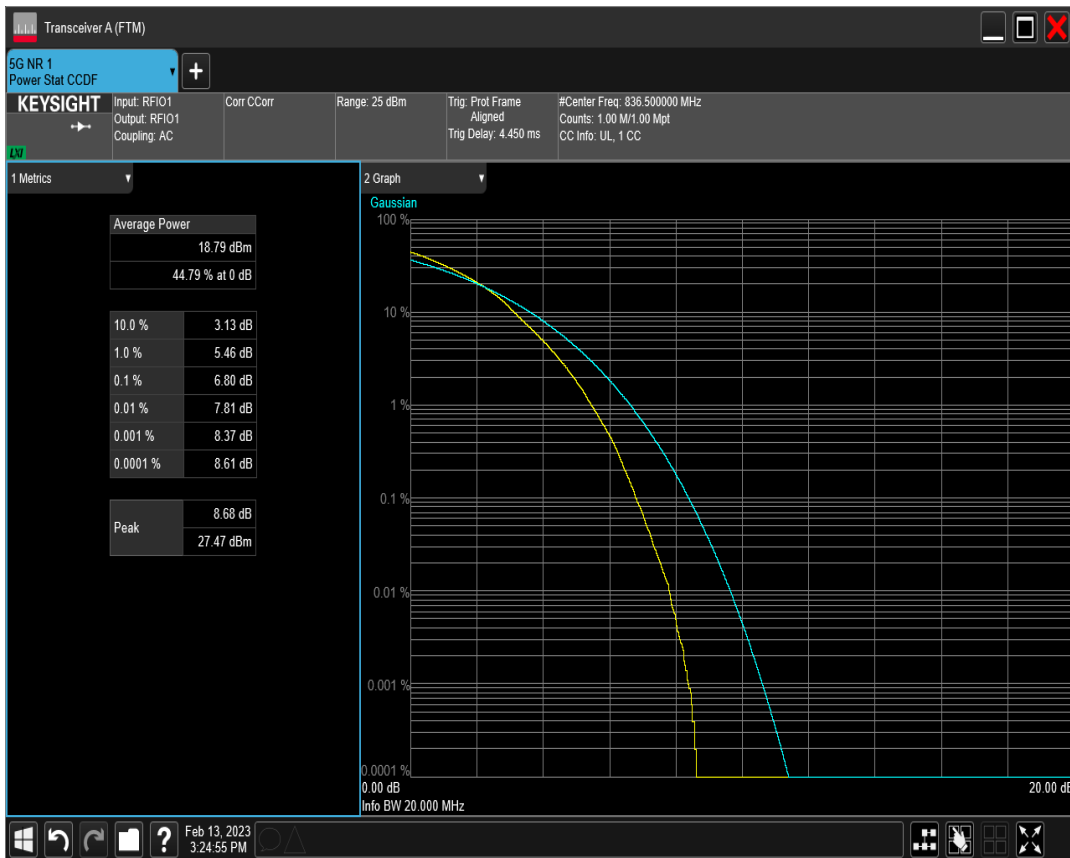 Transceiver A (FTM)
5G NR 1
Power Stat CCDF
KEYSIGHT
LXI
Input: RFIO1
Output: RFIO1
Coupling: AC
Corr CCorr
Range: 25 dBm
Trig: Prot Frame
Aligned
Trig Delay: 4.450 ms
#Center Freq: 836.500000 MHz
Counts: 1.00 M/1.00 Mpt
CC Info: UL, 1 CC
1 Metrics
Average Power
18.79 dBm
44.79 % at 0 dB
10.0 % 3.13 dB
1.0 % 5.46 dB
0.1 % 6.80 dB
0.01 % 7.81 dB
0.001 % 8.37 dB
0.0001 % 8.61 dB
Peak
8.68 dB
27.47 dBm
2 Graph
Gaussian
100 %
10 %
1 %
0.1 %
0.01 %
0.001 %
0.0001 %
0.00 dB
20.00 dB
Info BW 20.000 MHz
?
Feb 13, 2023
3:24:55 PM